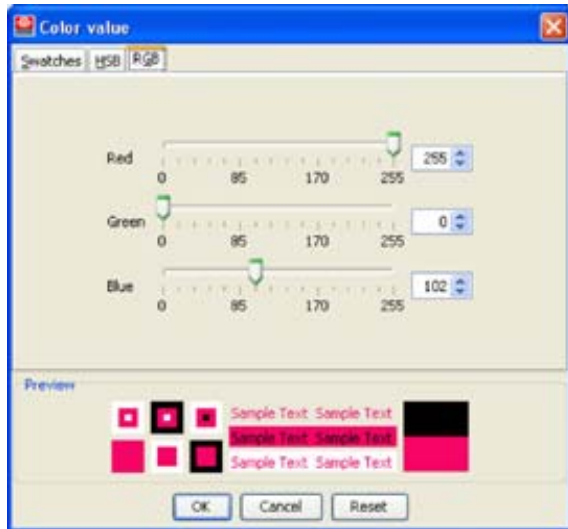 Color value
Swatches HSB RGB
Red 255
0 85 170 255
Green 0
0 85 170 255
Blue 102
0 85 170 255
Preview
Sample Text Sample Text
Sample Text Sample Text
Sample Text Sample Text
OK Cancel Reset